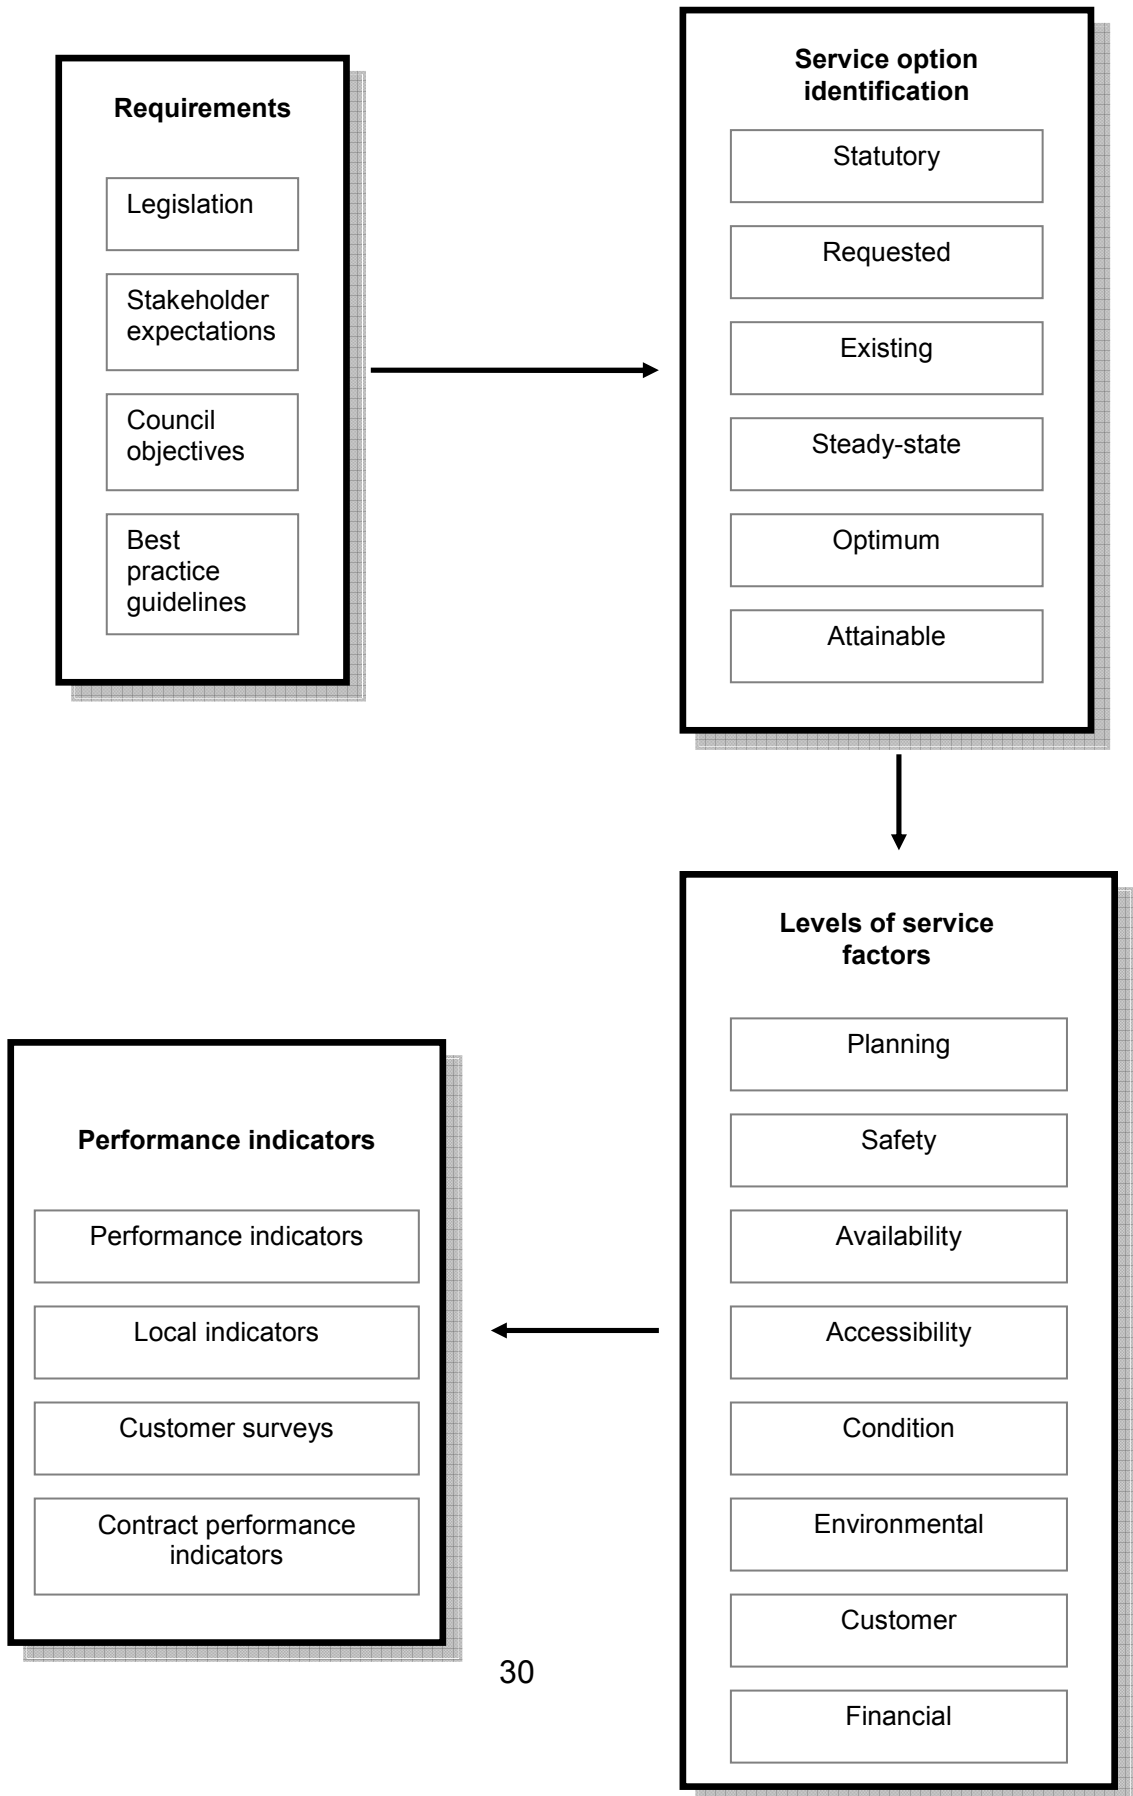 Requirements
Legislation
Stakeholder
expectations
Council
objectives
Best
practice
guidelines
Service option
identification
Statutory
Requested
Existing
Steady-state
Optimum
Attainable
Levels of service
factors
Planning
Safety
Availability
Accessibility
Condition
Environmental
Customer
Financial
Performance indicators
Performance indicators
Local indicators
Customer surveys
Contract performance
indicators
30